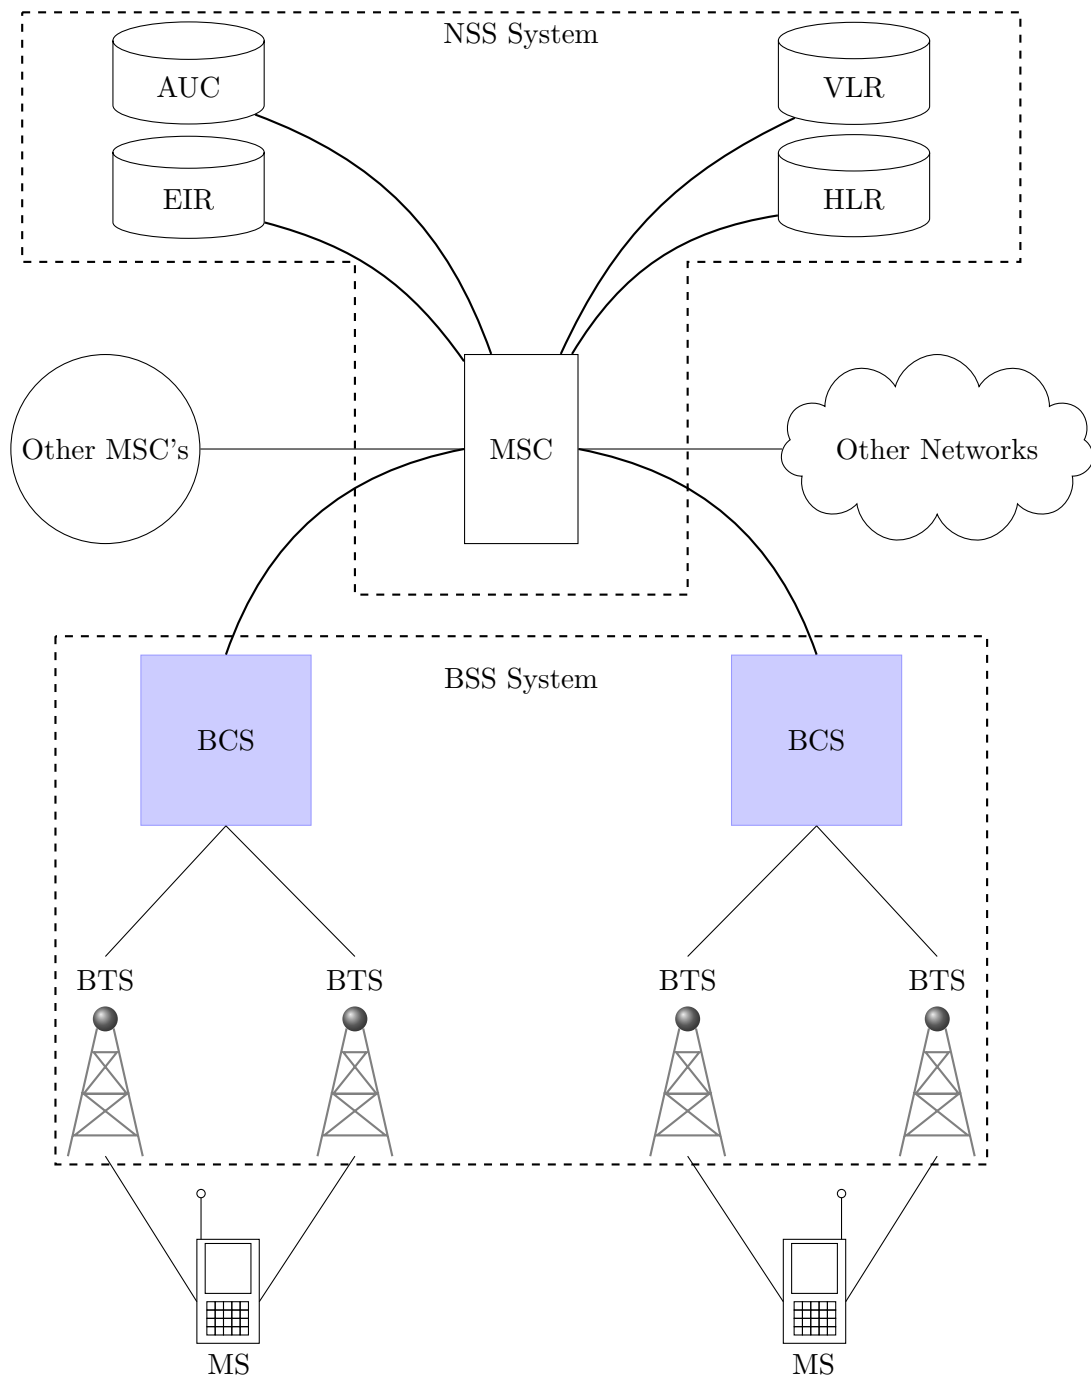 NSS System
AUC
VLR
EIR
HLR
Other MSC's
MSC
Other Networks
BSS System
BCS
BCS
BTS
BTS
BTS
BTS
MS
MS